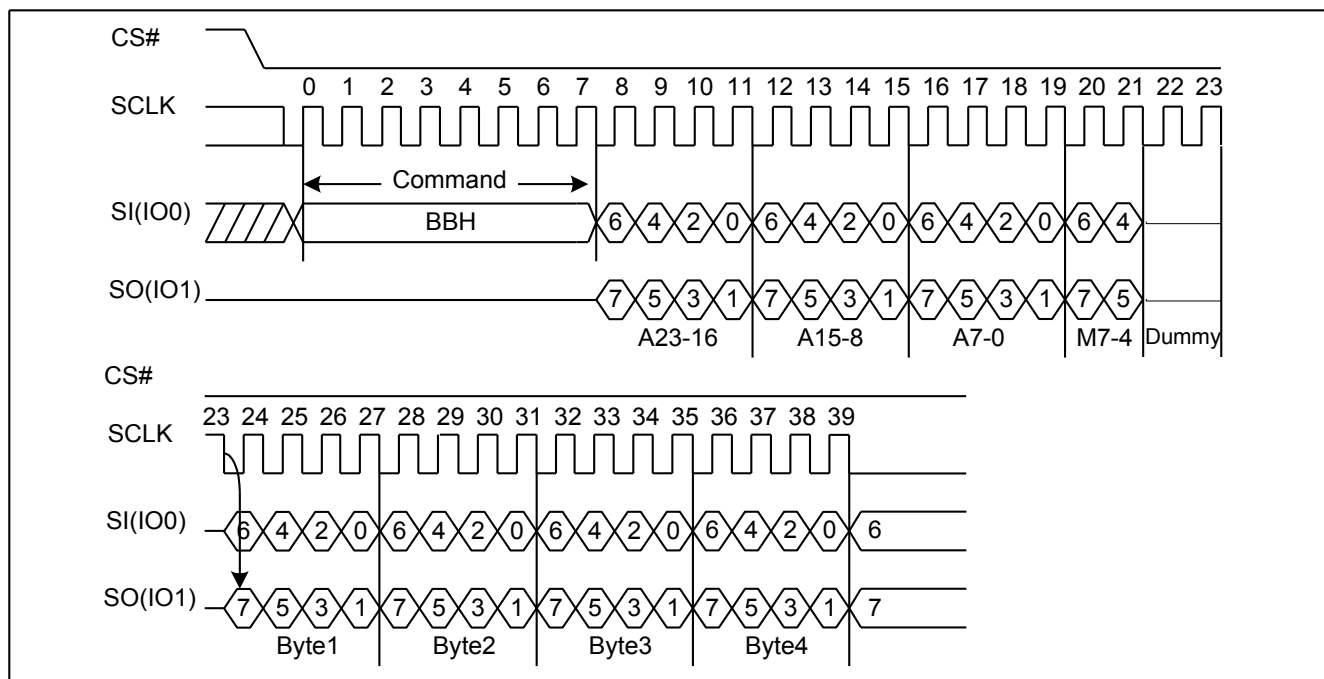 CS#
0 1 2 3 4 5 6 7 8 9 10 11 12 13 14 15 16 17 18 19 20 21 22 23
SCLK
Command
SI(IO0) BBH 6 4 2 0 6 4 2 0 6 4 2 0 6 4
SO(IO1) 7 5 3 1 7 5 3 1 7 5 3 1 7 5
A23-16 A15-8 A7-0 M7-4 Dummy
CS#
23 24 25 26 27 28 29 30 31 32 33 34 35 36 37 38 39
SCLK
SI(IO0) 6 4 2 0 6 4 2 0 6 4 2 0 6 4 2 0 6
SO(IO1) 7 5 3 1 7 5 3 1 7 5 3 1 7 5 3 1 7
Byte1 Byte2 Byte3 Byte4